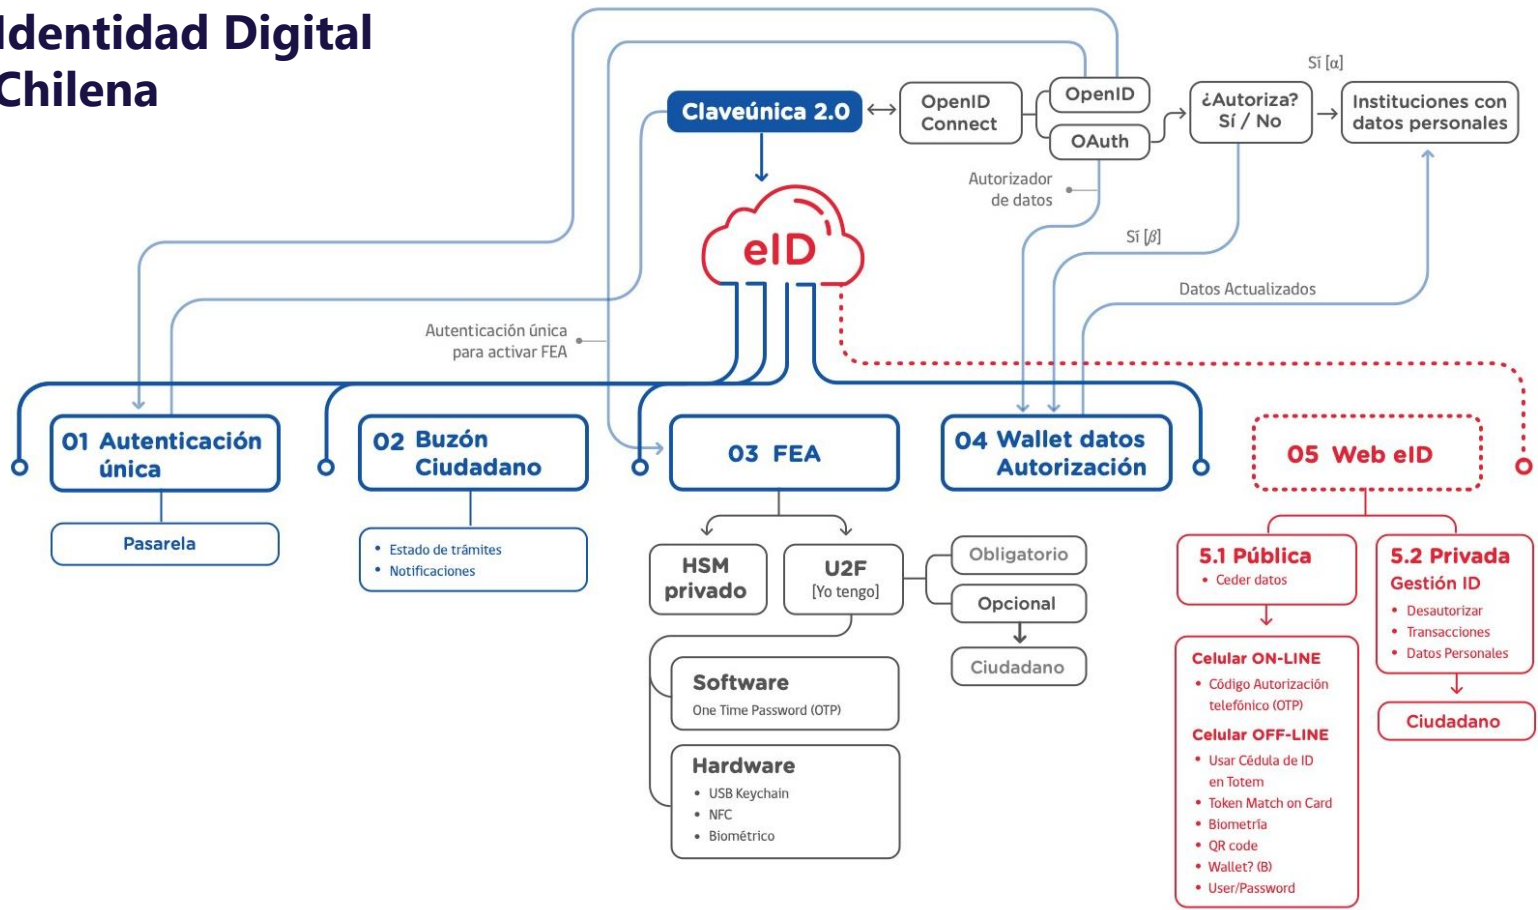 Identidad Digital
Chilena
Sí [α]
Claveúnica 2.0
OpenID
Connect
OpenID
OAuth
¿Autoriza?
Sí / No
Instituciones con
datos personales
Autorizador
de datos
eID
Sí [β]
Datos Actualizados
Autenticación única
para activar FEA
01 Autenticación
única
Pasarela
02 Buzón
Ciudadano
• Estado de trámites
• Notificaciones
03 FEA
HSM
privado
U2F
[Yo tengo]
Obligatorio
Opcional
Ciudadano
Software
One Time Password (OTP)
Hardware
• USB Keychain
• NFC
• Biométrico
04 Wallet datos
Autorización
05 Web eID
5.1 Pública
• Ceder datos
Celular ON-LINE
• Código Autorización
telefónico (OTP)
Celular OFF-LINE
• Usar Cédula de ID
en Totem
• Token Match on Card
• Biometría
• QR code
• Wallet? (B)
• User/Password
5.2 Privada
Gestión ID
• Desautorizar
• Transacciones
• Datos Personales
Ciudadano